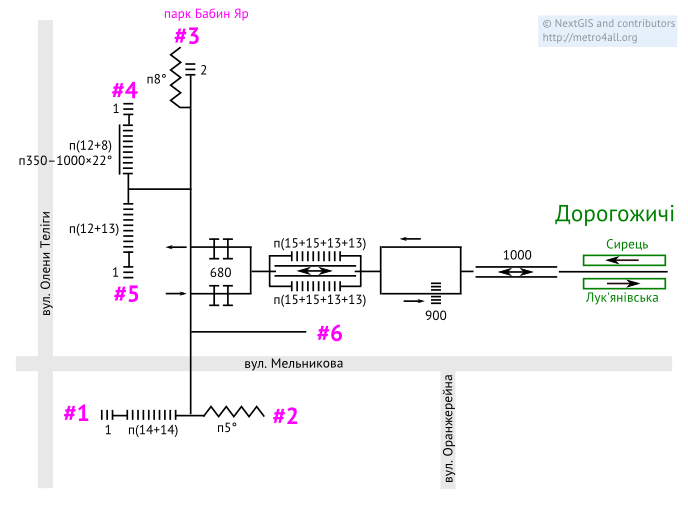 парк Бабин Яр
#3
© NextGIS and contributors
http://metro4all.org
2
п8°
#4
1
п(12+8)
п350–1000×22°
п(12+13)
1
#5
вул. Олени Теліги
680
п(15+15+13+13)
п(15+15+13+13)
900
1000
Дорогожичі
Сирець
Лук'янівська
#6
вул. Мельникова
#1
1
п(14+14)
п5°
#2
вул. Оранжерейна